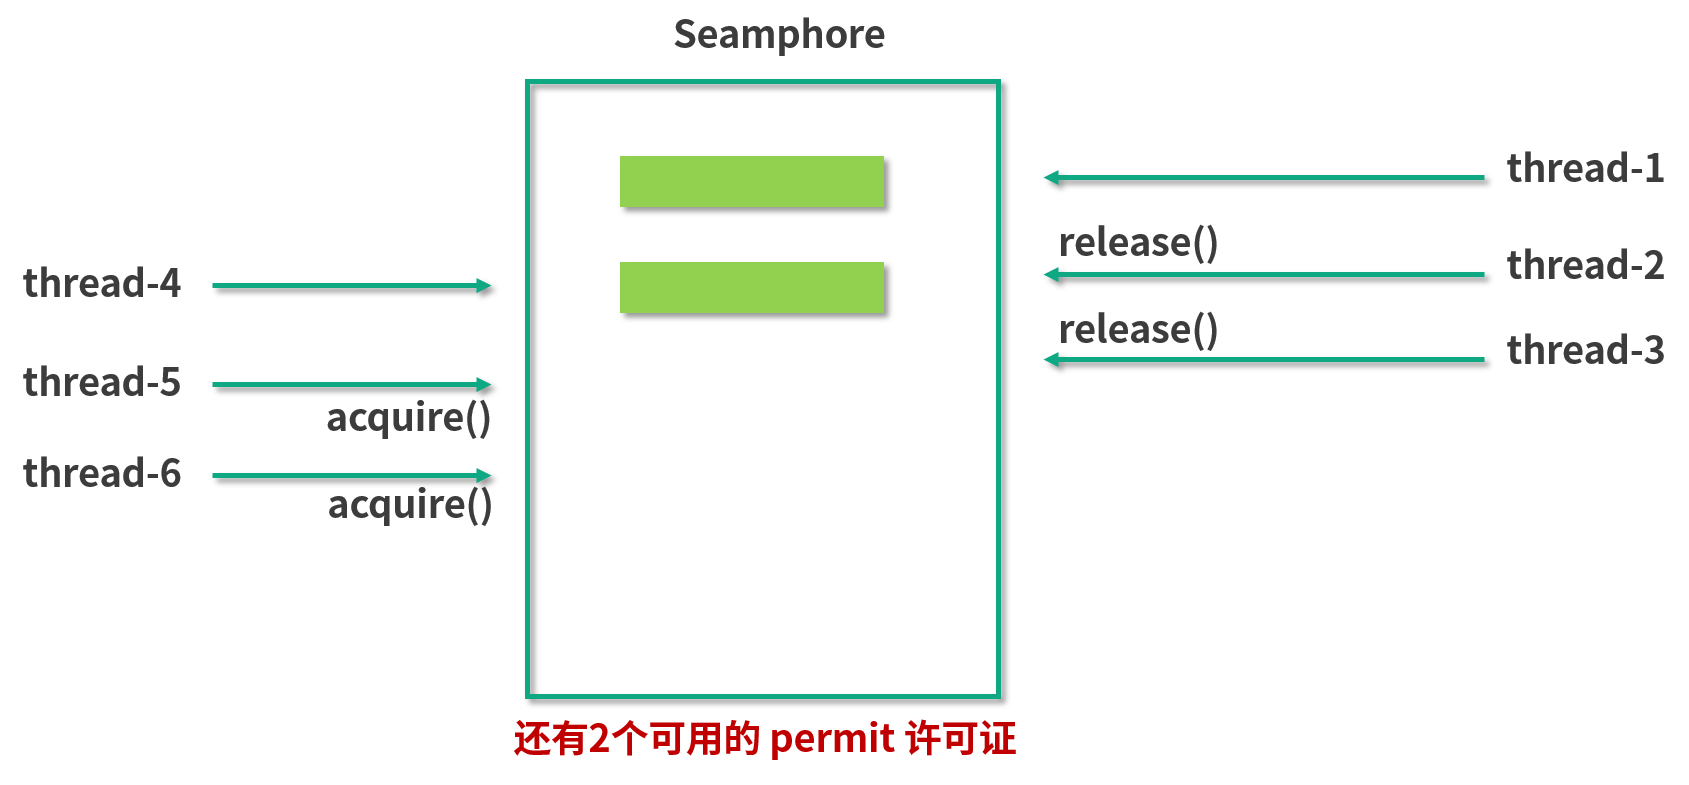 Seamphore
thread-1
release()
thread-2
release()
thread-3
thread-4
thread-5
acquire()
thread-6
acquire()
还有2个可用的 permit 许可证